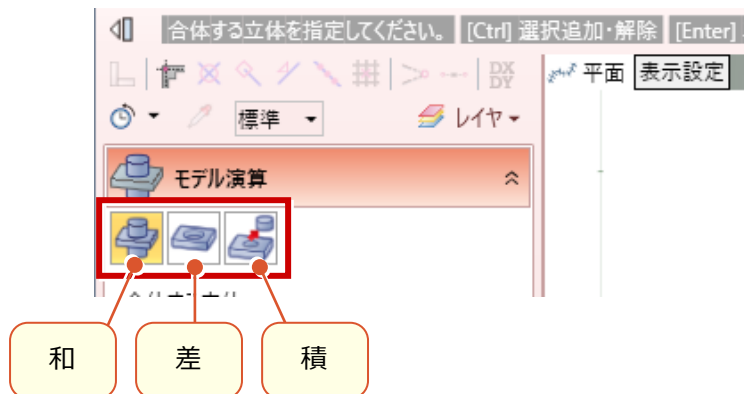 合体する立体を指定してください。 [Ctrl] 選択追加・解除 [Enter]
DX
DY
平面 表示設定
標準 レイヤ
モデル演算
和 差 積